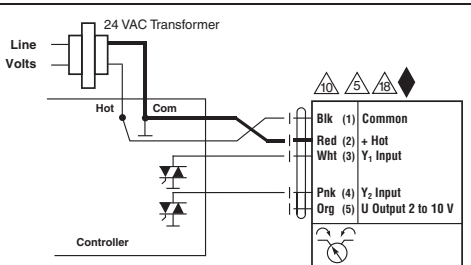 24 VAC Transformer
Line
Volts
Hot
Com
10
5
18
Blk (1) Common
Red (2) + Hot
Wht (3) Y₁ Input
Pnk (4) Y₂ Input
Org (5) U Output 2 to 10 V
Controller